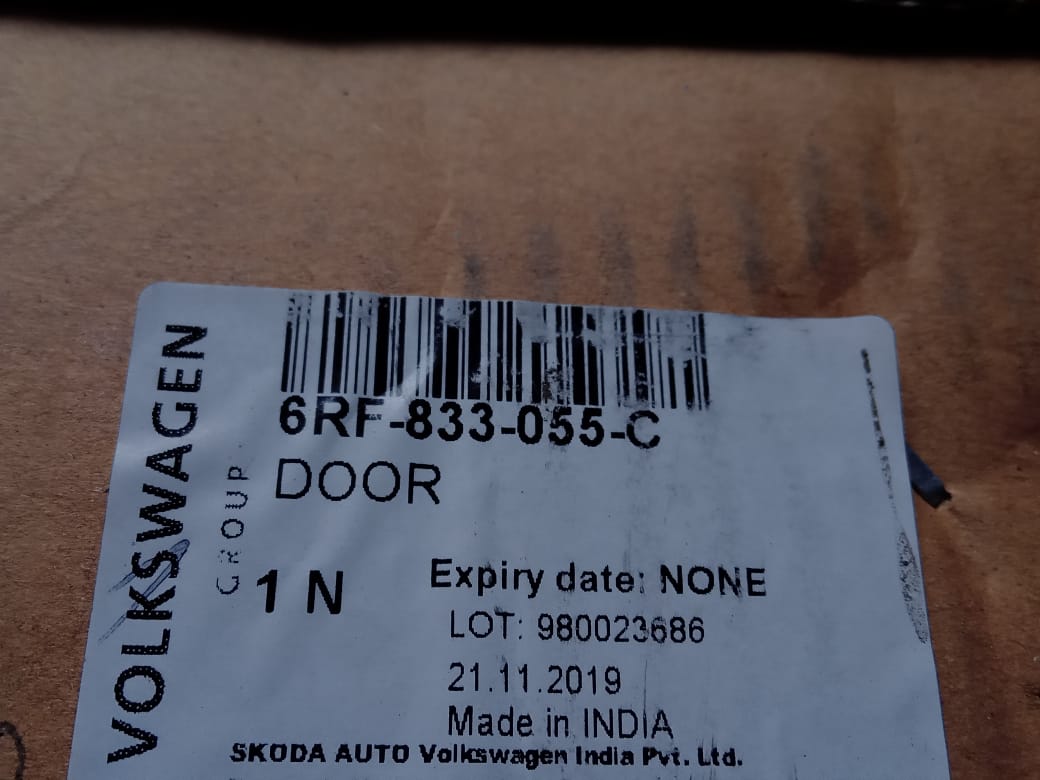 VOLKSWAGEN
GROUP
6RF-833-055-C
DOOR
1 N
Expiry date: NONE
LOT: 980023686
21.11.2019
Made in INDIA
SKODA AUTO Volkswagen India Pvt. Ltd.